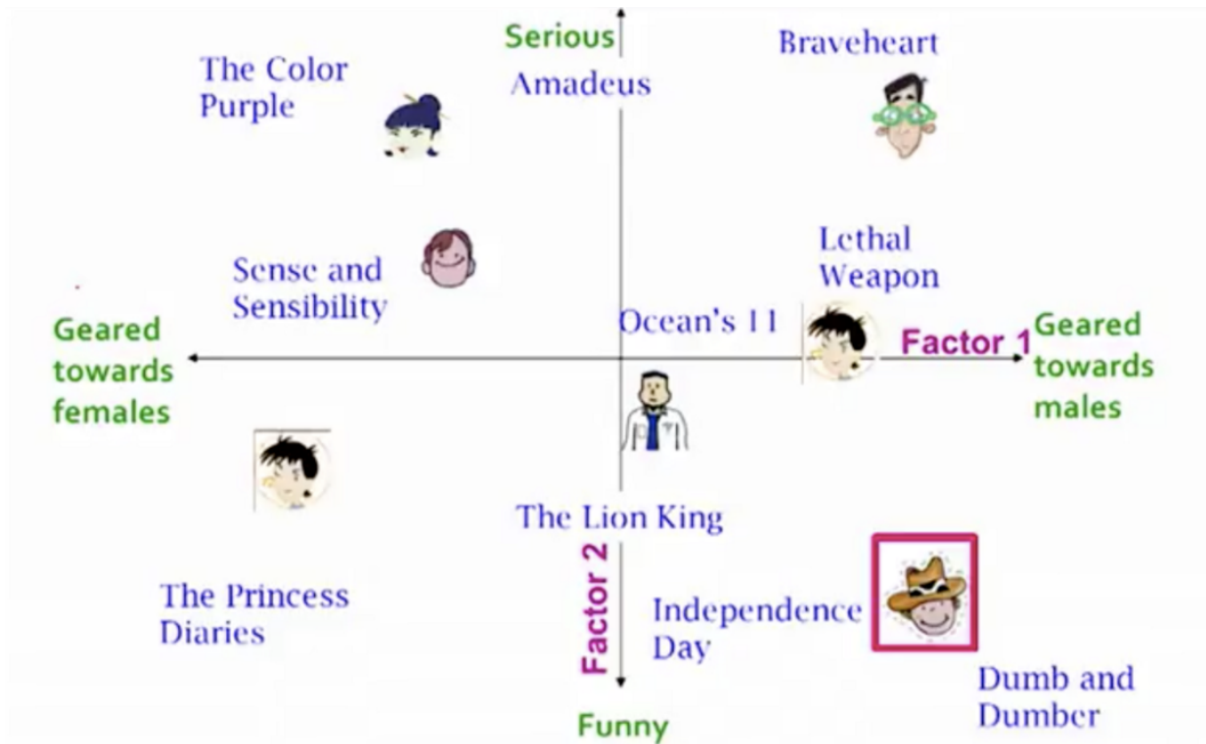 Serious
Braveheart
The Color
Purple
Amadeus
Lethal
Weapon
Sense and
Sensibility
Ocean's 11
Geared
towards
females
Factor 1
Geared
towards
males
The Lion King
Factor 2
The Princess
Diaries
Independence
Day
Dumb and
Dumber
Funny